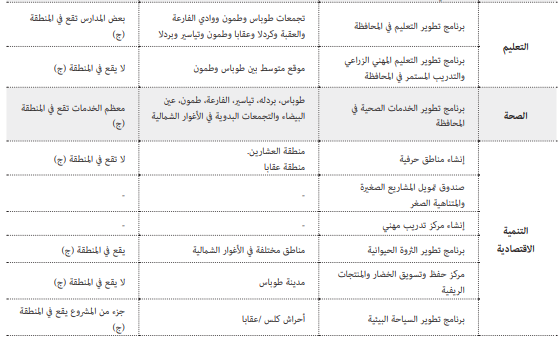 التعليم
برنامج تطوير التعليم في المحافظة
تجمعات طوباس وطمون ووادي الفارعة
والعقبة وكردلا وعقابا وطمون وتياسير وبردلا
بعض المدارس تقع في المنطقة
(ج)
برنامج تطوير التعليم المهني الزراعي
والتدريب المستمر في المحافظة
موقع متوسط بين طوباس وطمون
لا يقع في المنطقة (ج)
الصحة
برنامج تطوير الخدمات الصحية في
المحافظة
طوباس، بردله، تياسير، الفارعة، طمون، عين
البيضاء والتجمعات البدوية في الأغوار الشمالية
معظم الخدمات تقع في المنطقة
(ج)
التنمية
الاقتصادية
إنشاء مناطق حرفية
منطقة العشارين.
منطقة عقابا
لا تقع في المنطقة (ج)
صندوق تمويل المشاريع الصغيرة
والمتناهية الصغر
-
-
إنشاء مركز تدريب مهني
-
-
برنامج تطوير الثروة الحيوانية
مناطق مختلفة في الأغوار الشمالية
يقع في المنطقة (ج)
مركز حفظ وتسويق الخضار والمنتجات
الريفية
مدينة طوباس
لا يقع في المنطقة (ج)
برنامج تطوير السياحة البيئية
أحراش كلس /عقابا
جزء من المشروع يقع في المنطقة
(ج)